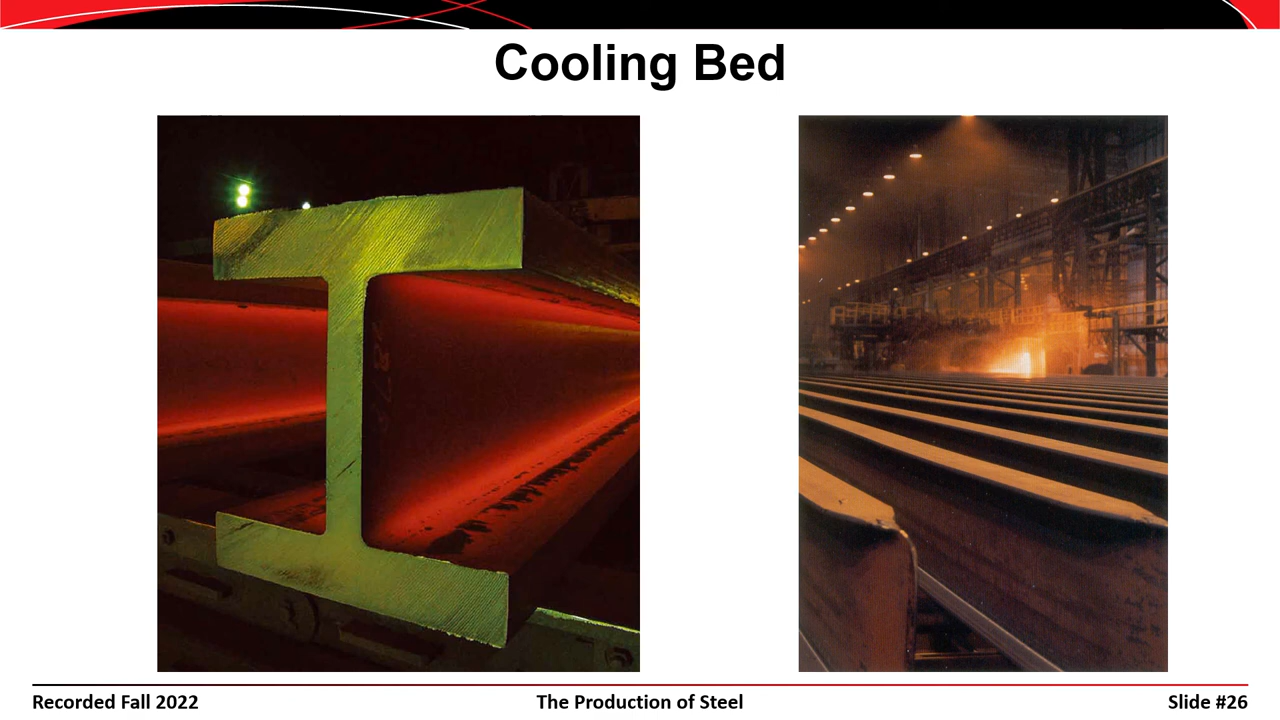 Cooling Bed
Recorded Fall 2022
The Production of Steel
Slide #26